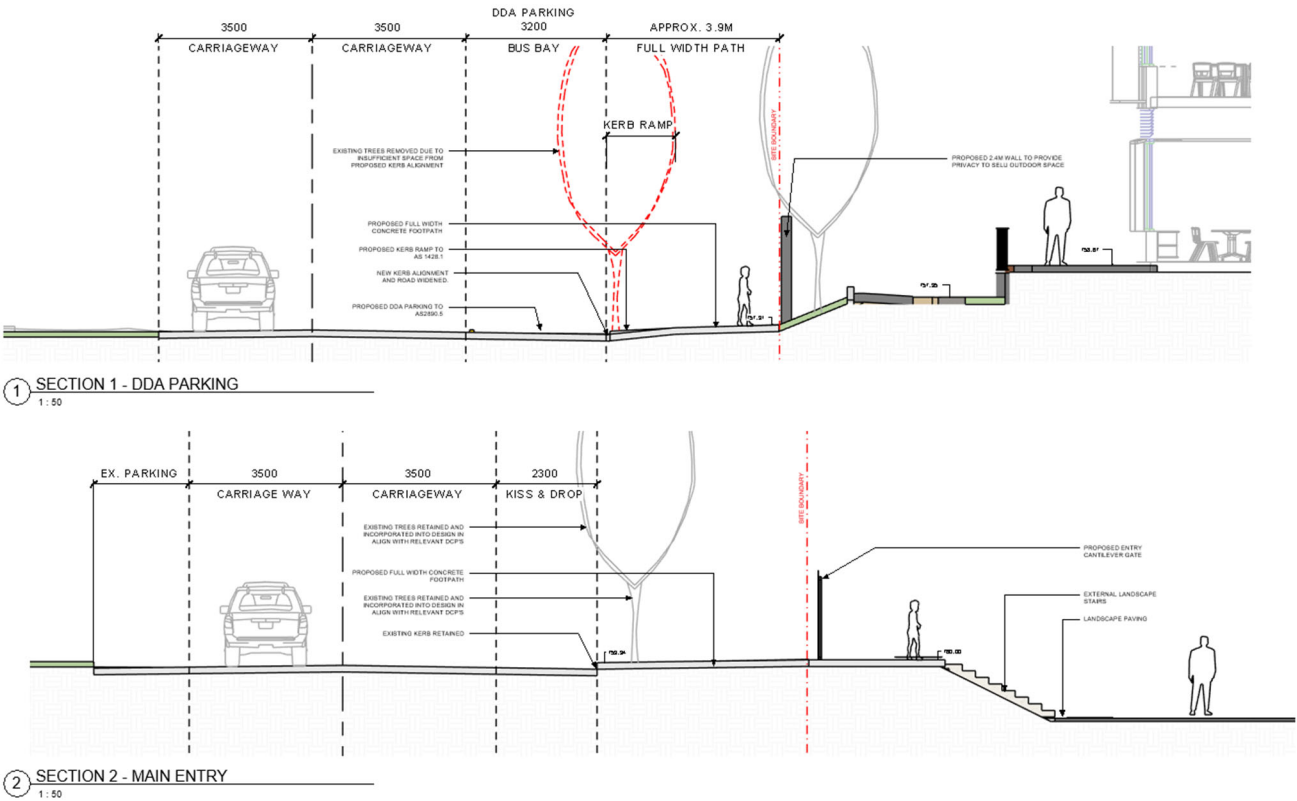 DDA PARKING
3500
3500
3200
APPROX. 3.9M
CARRIAGEWAY
CARRIAGEWAY
BUS BAY
FULL WIDTH PATH
KERB RAMP
SITE BOUNDARY
EXISTING TREES REMOVED DUE TO
INSUFFICIENT SPACE FROM
PROPOSED KERB ALIGNMENT
PROPOSED 2.4M WALL TO PROVIDE
PRIVACY TO SELU OUTDOOR SPACE
PROPOSED FULL WIDTH
CONCRETE FOOTPATH
PROPOSED KERB RAMP TO
AS 1428.1
NEW KERB ALIGNMENT
AND ROAD WIDENED.
PROPOSED DDA PARKING TO
AS2890.5
1
SECTION 1 - DDA PARKING
1 : 50
EX. PARKING
3500
3500
2300
CARRIAGE WAY
CARRIAGEWAY
KISS & DROP
SITE BOUNDARY
EXISTING TREES RETAINED AND
INCORPORATED INTO DESIGN IN
ALIGN WITH RELEVANT DCP'S
PROPOSED ENTRY
CANTILEVER GATE
PROPOSED FULL WIDTH CONCRETE
FOOTPATH
EXISTING TREES RETAINED AND
INCORPORATED INTO DESIGN IN
ALIGN WITH RELEVANT DCP'S
EXTERNAL LANDSCAPE
STAIRS
LANDSCAPE PAVING
EXISTING KERB RETAINED
2
SECTION 2 - MAIN ENTRY
1 : 50